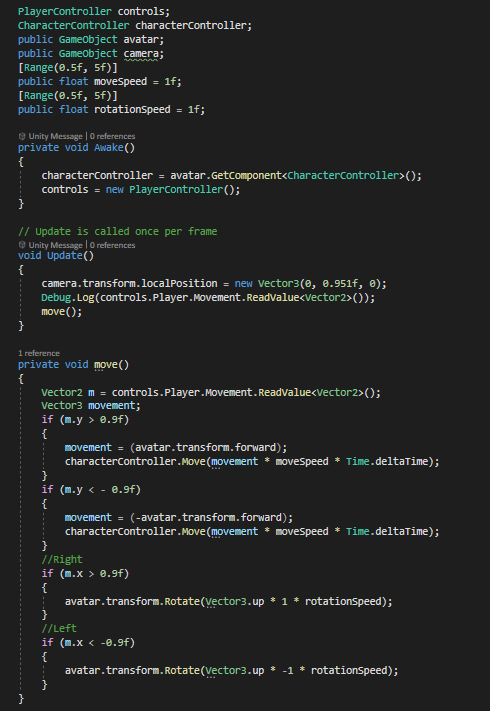 PlayerController controls;
CharacterController characterController;
public GameObject avatar;
public GameObject camera;
[Range(0.5f, 5f)]
public float moveSpeed = 1f;
[Range(0.5f, 5f)]
public float rotationSpeed = 1f;
Unity Message | 0 references
private void Awake()
{
characterController = avatar.GetComponent<CharacterController>();
controls = new PlayerController();
}
// Update is called once per frame
Unity Message | 0 references
void Update()
{
camera.transform.localPosition = new Vector3(0, 0.951f, 0);
Debug.Log(controls.Player.Movement.ReadValue<Vector2>());
move();
}
1 reference
private void move()
{
Vector2 m = controls.Player.Movement.ReadValue<Vector2>();
Vector3 movement;
if (m.y > 0.9f)
{
movement = (avatar.transform.forward);
characterController.Move(movement * moveSpeed * Time.deltaTime);
}
if (m.y < - 0.9f)
{
movement = (-avatar.transform.forward);
characterController.Move(movement * moveSpeed * Time.deltaTime);
}
//Right
if (m.x > 0.9f)
{
avatar.transform.Rotate(Vector3.up * 1 * rotationSpeed);
}
//Left
if (m.x < -0.9f)
{
avatar.transform.Rotate(Vector3.up * -1 * rotationSpeed);
}
}